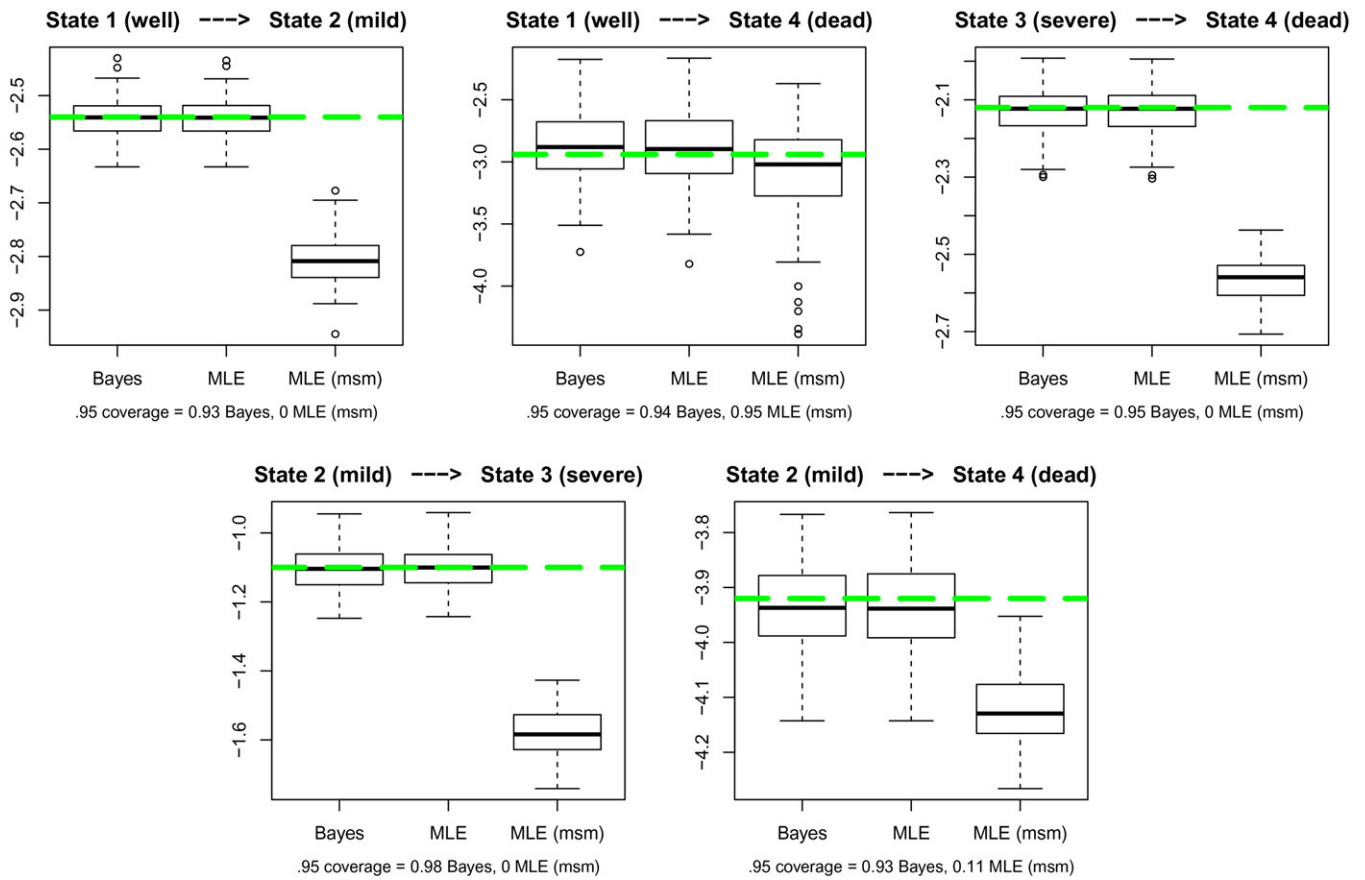 State 1 (well) ---> State 2 (mild)
−2.5
−2.6
−2.7
−2.8
−2.9
Bayes MLE MLE (msm)
.95 coverage = 0.93 Bayes, 0 MLE (msm)
State 1 (well) ---> State 4 (dead)
−2.5
−3.0
−3.5
−4.0
Bayes MLE MLE (msm)
.95 coverage = 0.94 Bayes, 0.95 MLE (msm)
State 3 (severe) ---> State 4 (dead)
−2.1
−2.3
−2.5
−2.7
Bayes MLE MLE (msm)
.95 coverage = 0.95 Bayes, 0 MLE (msm)
State 2 (mild) ---> State 3 (severe)
−1.0
−1.2
−1.4
−1.6
Bayes MLE MLE (msm)
.95 coverage = 0.98 Bayes, 0 MLE (msm)
State 2 (mild) ---> State 4 (dead)
−3.8
−3.9
−4.0
−4.1
−4.2
Bayes MLE MLE (msm)
.95 coverage = 0.93 Bayes, 0.11 MLE (msm)